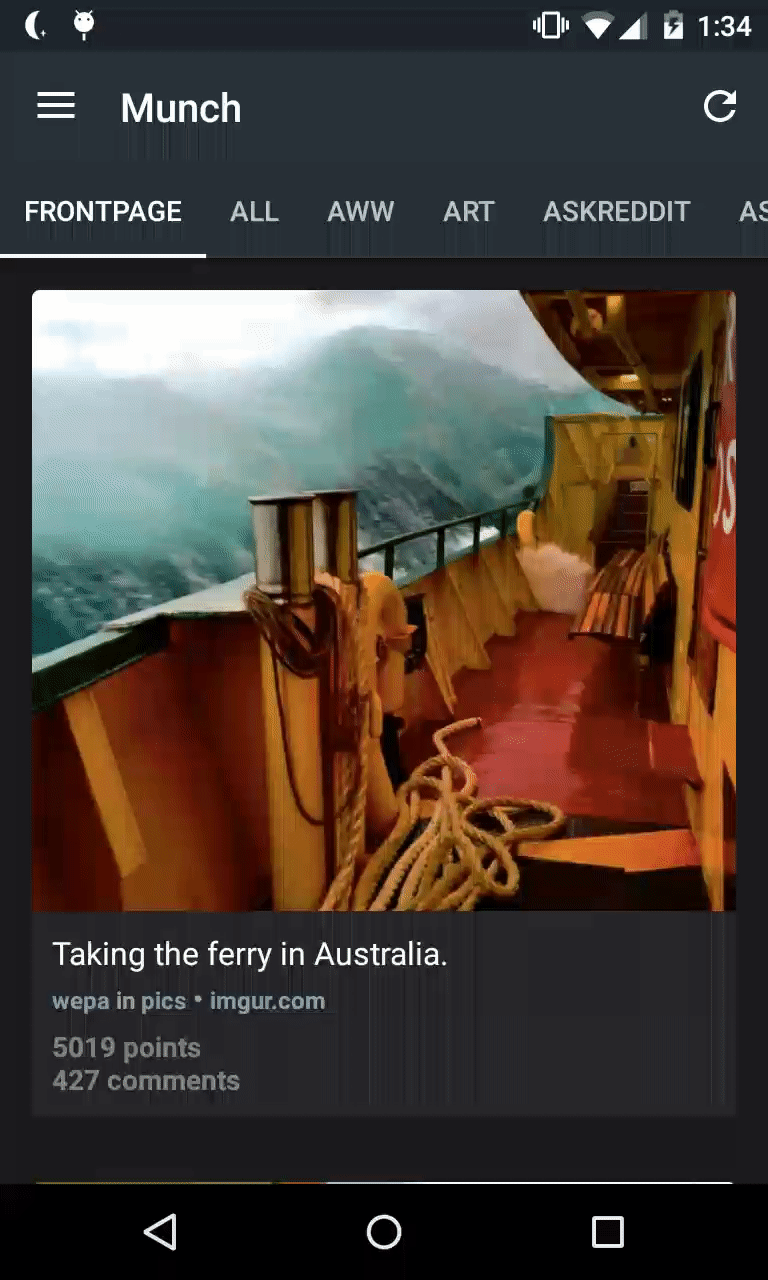 1:34
Munch
FRONTPAGE ALL AWW ART ASKREDDIT AS
Taking the ferry in Australia.
wepa in pics • imgur.com
5019 points
427 comments